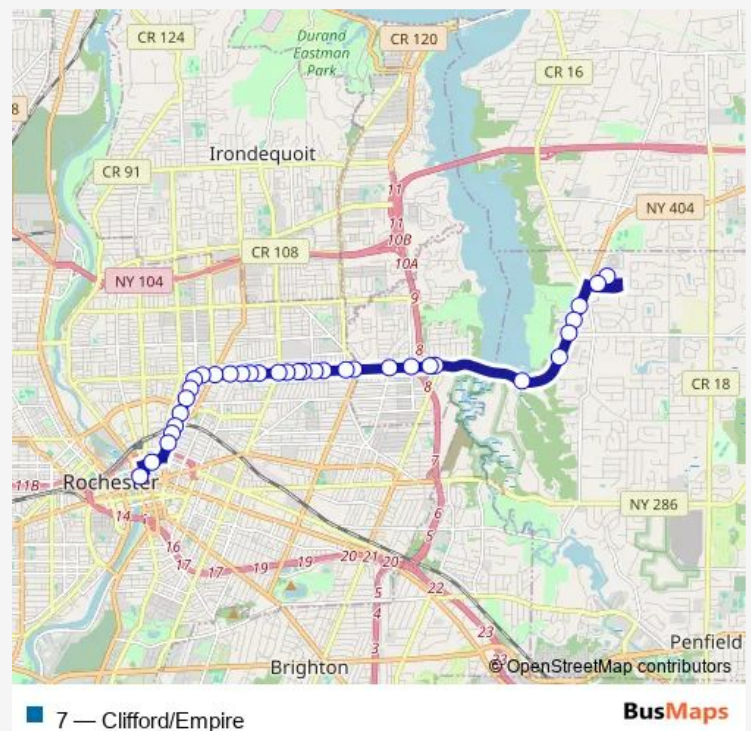 CR 124
Durand
Eastman
Park
CR 120
CR 16
8
Irondequoit
CR 91
11
NY 404
11
10B
CR 108
10A
NY 104
9
8
8
CR 18
7
11B
Rochester
NY 286
14
6
16
5
17
17
19
19
20
21
20
22
5
4
23
3
Penfield
Brighton
© OpenStreetMap contributors
7 — Clifford/Empire
BusMaps